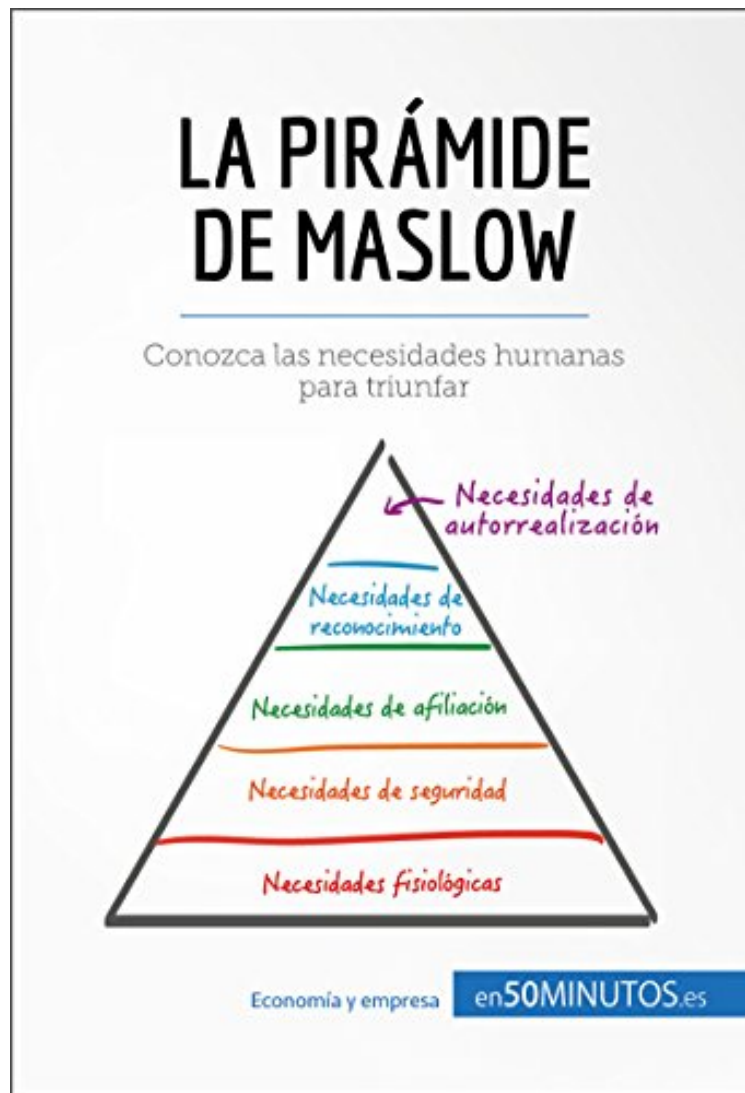 LA PIRÁMIDE
DE MASLOW
Conozca las necesidades humanas
para triunfar
Necesidades de
autorrealización
Necesidades de
reconocimiento
Necesidades de afiliación
Necesidades de seguridad
Necesidades fisiológicas
Economía y empresa
en50MINUTOS.es